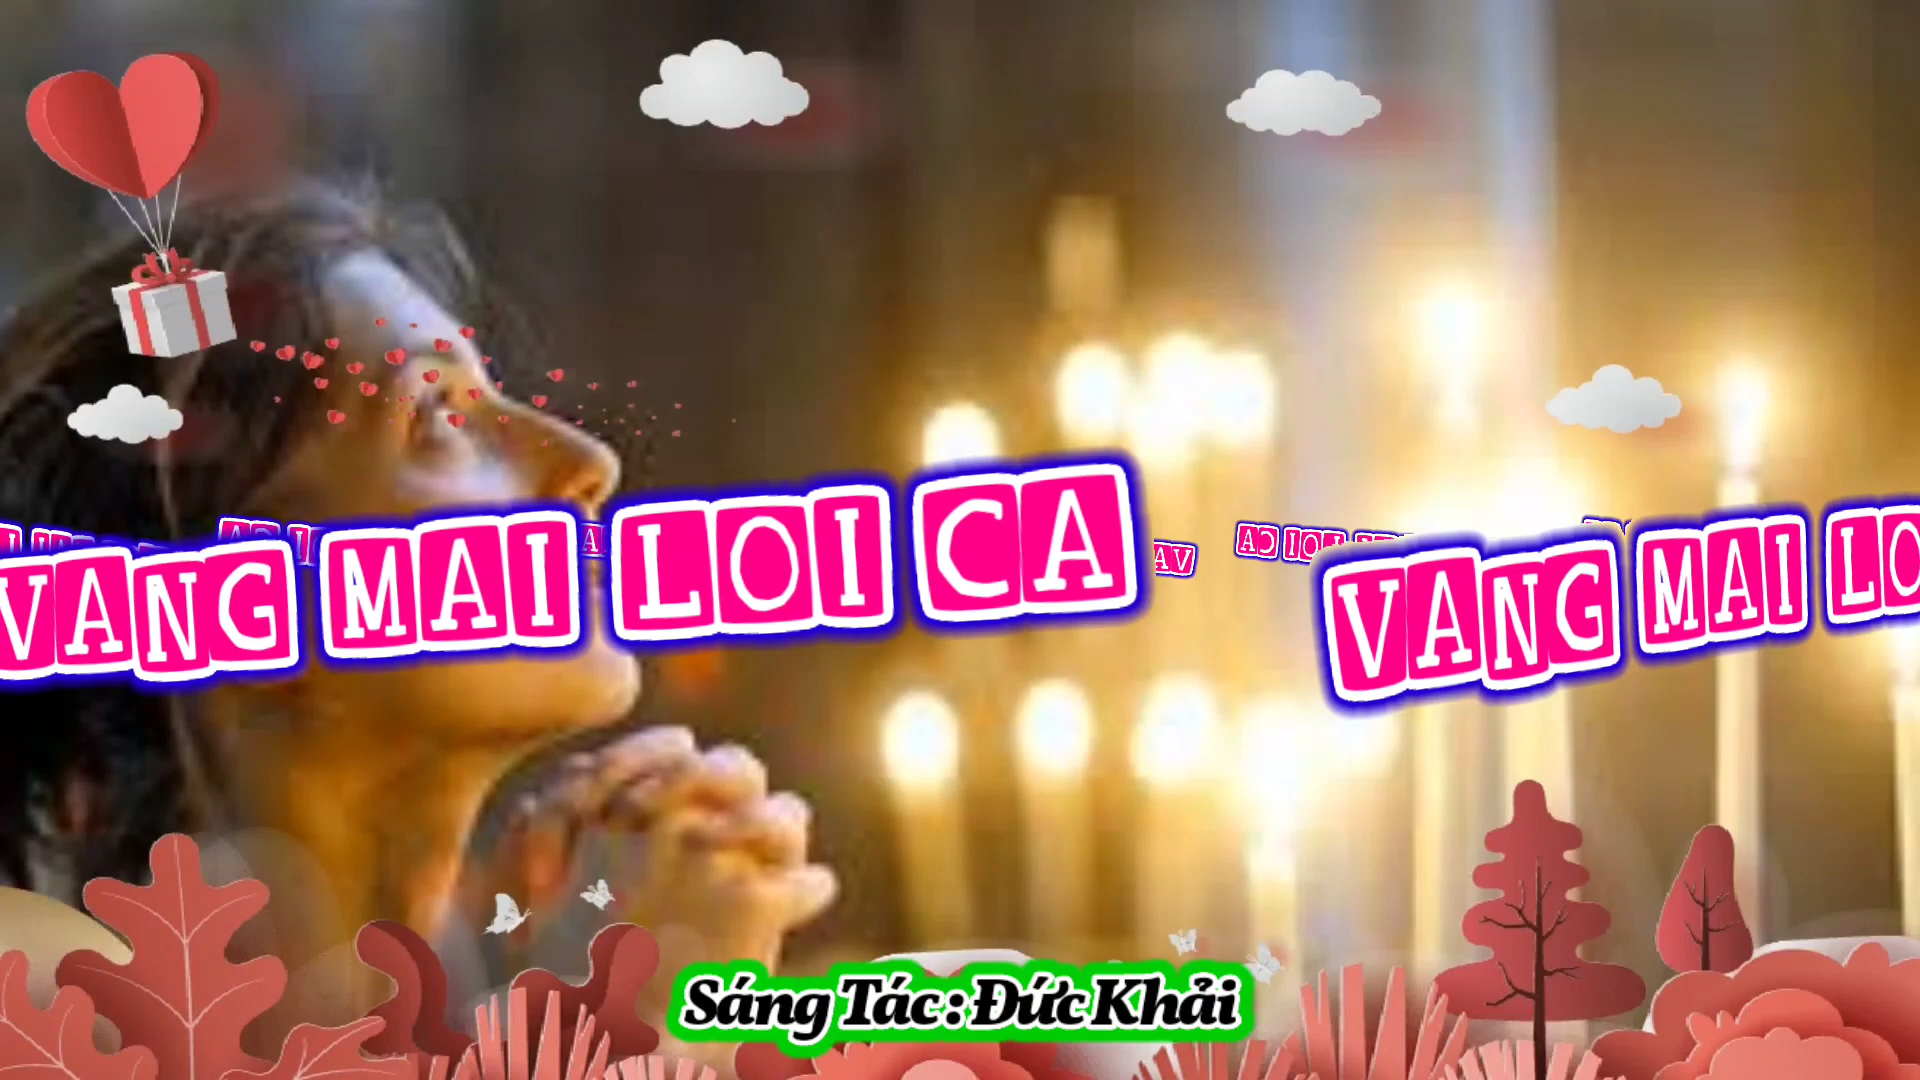 VANG MAI LOI CA
VANG MAI LO
Sáng Tác : Đức Khải